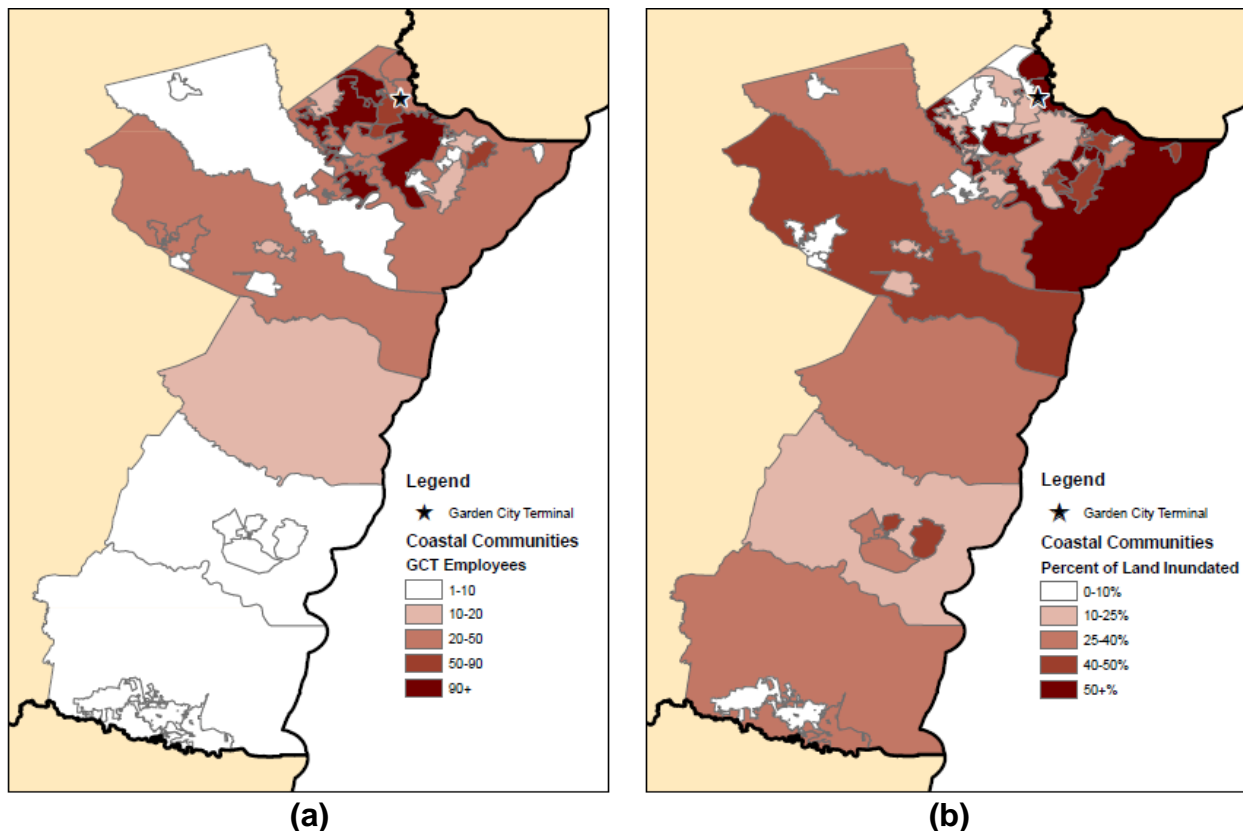 Legend
Garden City Terminal
Coastal Communities
GCT Employees
1-10
10-20
20-50
50-90
90+
(a)
Legend
Garden City Terminal
Coastal Communities
Percent of Land Inundated
0-10%
10-25%
25-40%
40-50%
50+%
(b)